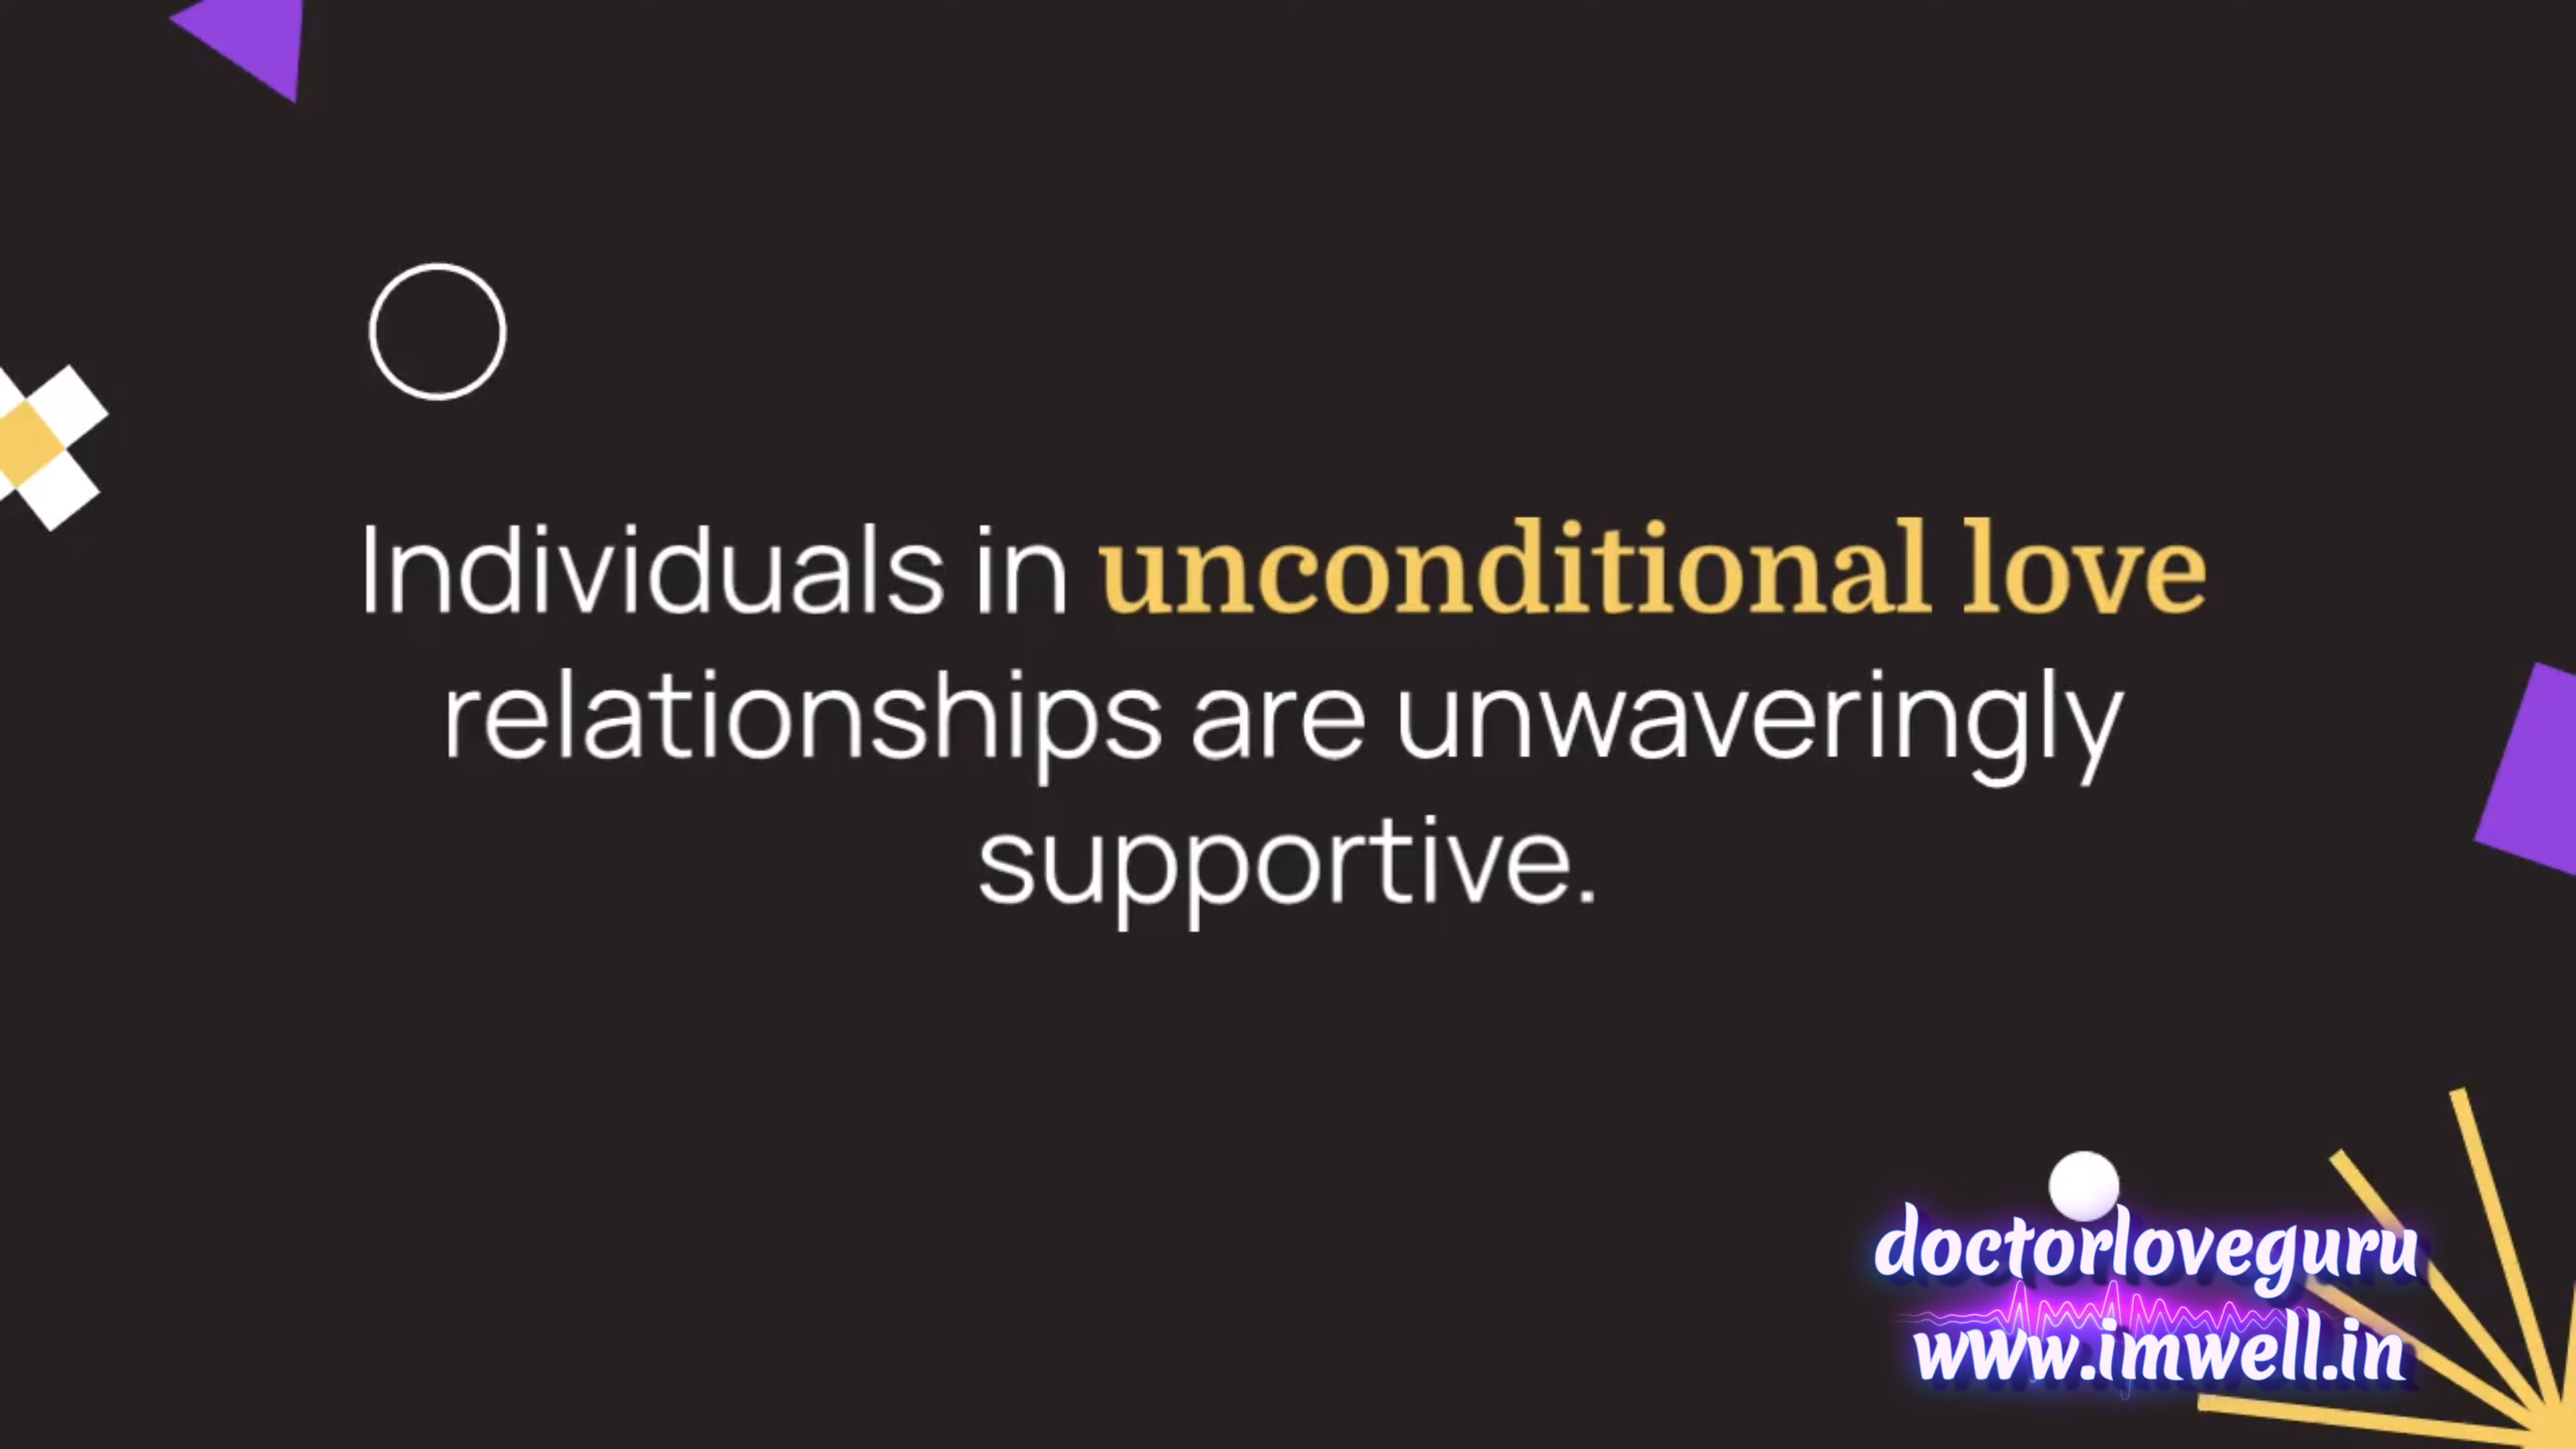 Individuals in unconditional love
relationships are unwaveringly
supportive.
doctorloveguru
www.imwell.in